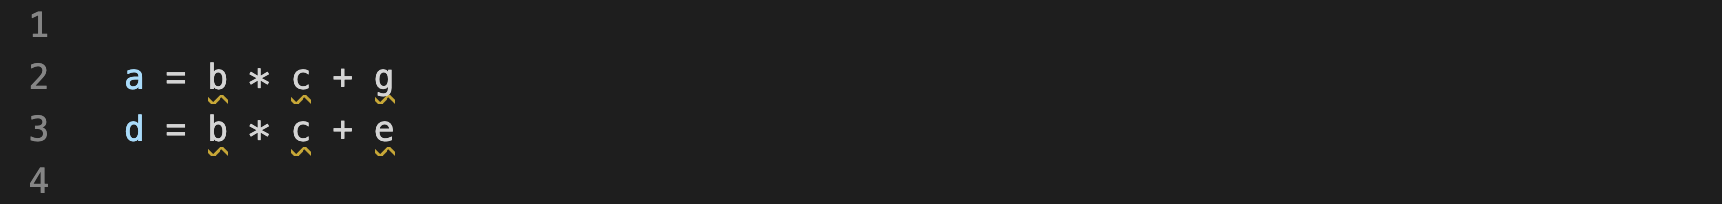 1
2 a = b * c + g
3 d = b * c + e
4